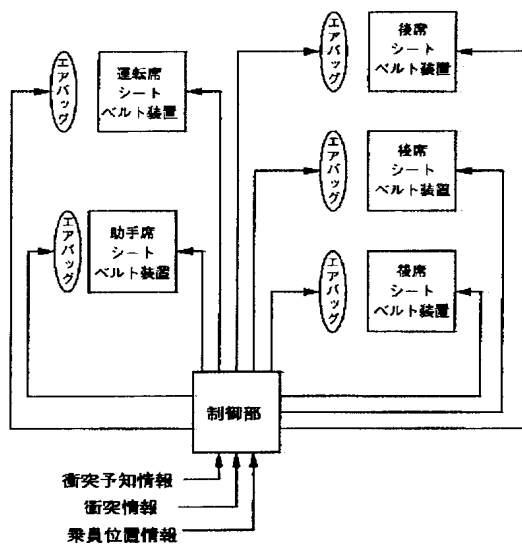 エアバッグ
運転席
シート
ベルト装置
エアバッグ
後席
シート
ベルト装置
エアバッグ
後席
シート
ベルト装置
エアバッグ
助手席
シート
ベルト装置
エアバッグ
後席
シート
ベルト装置
制御部
衝突予知情報
衝突情報
乗員位置情報